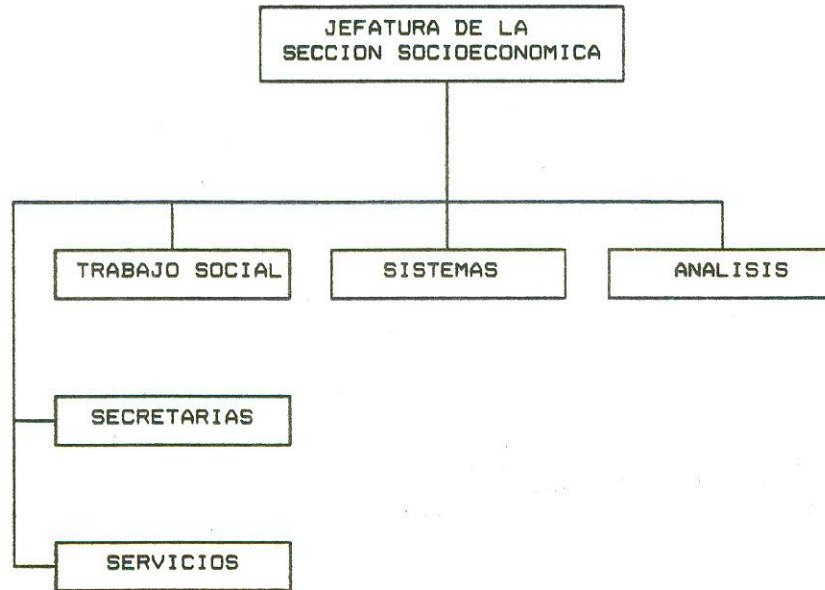 JEFATURA DE LA
SECCION SOCIOECONOMICA
TRABAJO SOCIAL
SISTEMAS
ANALISIS
SECRETARIAS
SERVICIOS